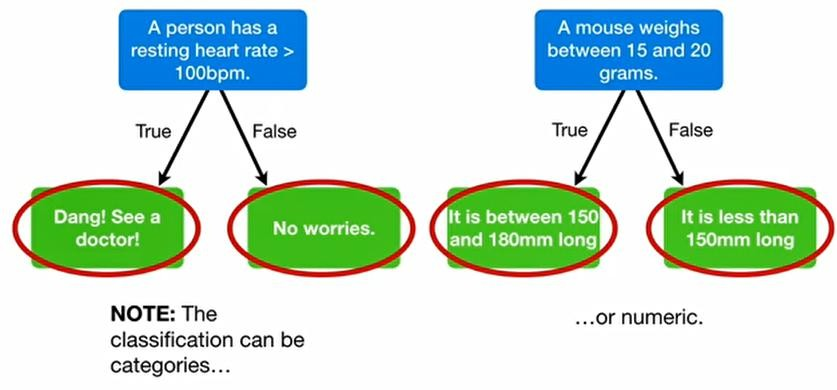 A person has a
resting heart rate >
100bpm.
True
False
Dang! See a
doctor!
No worries.
NOTE: The
classification can be
categories…
A mouse weighs
between 15 and 20
grams.
True
False
It is between 150
and 180mm long
It is less than
150mm long
…or numeric.